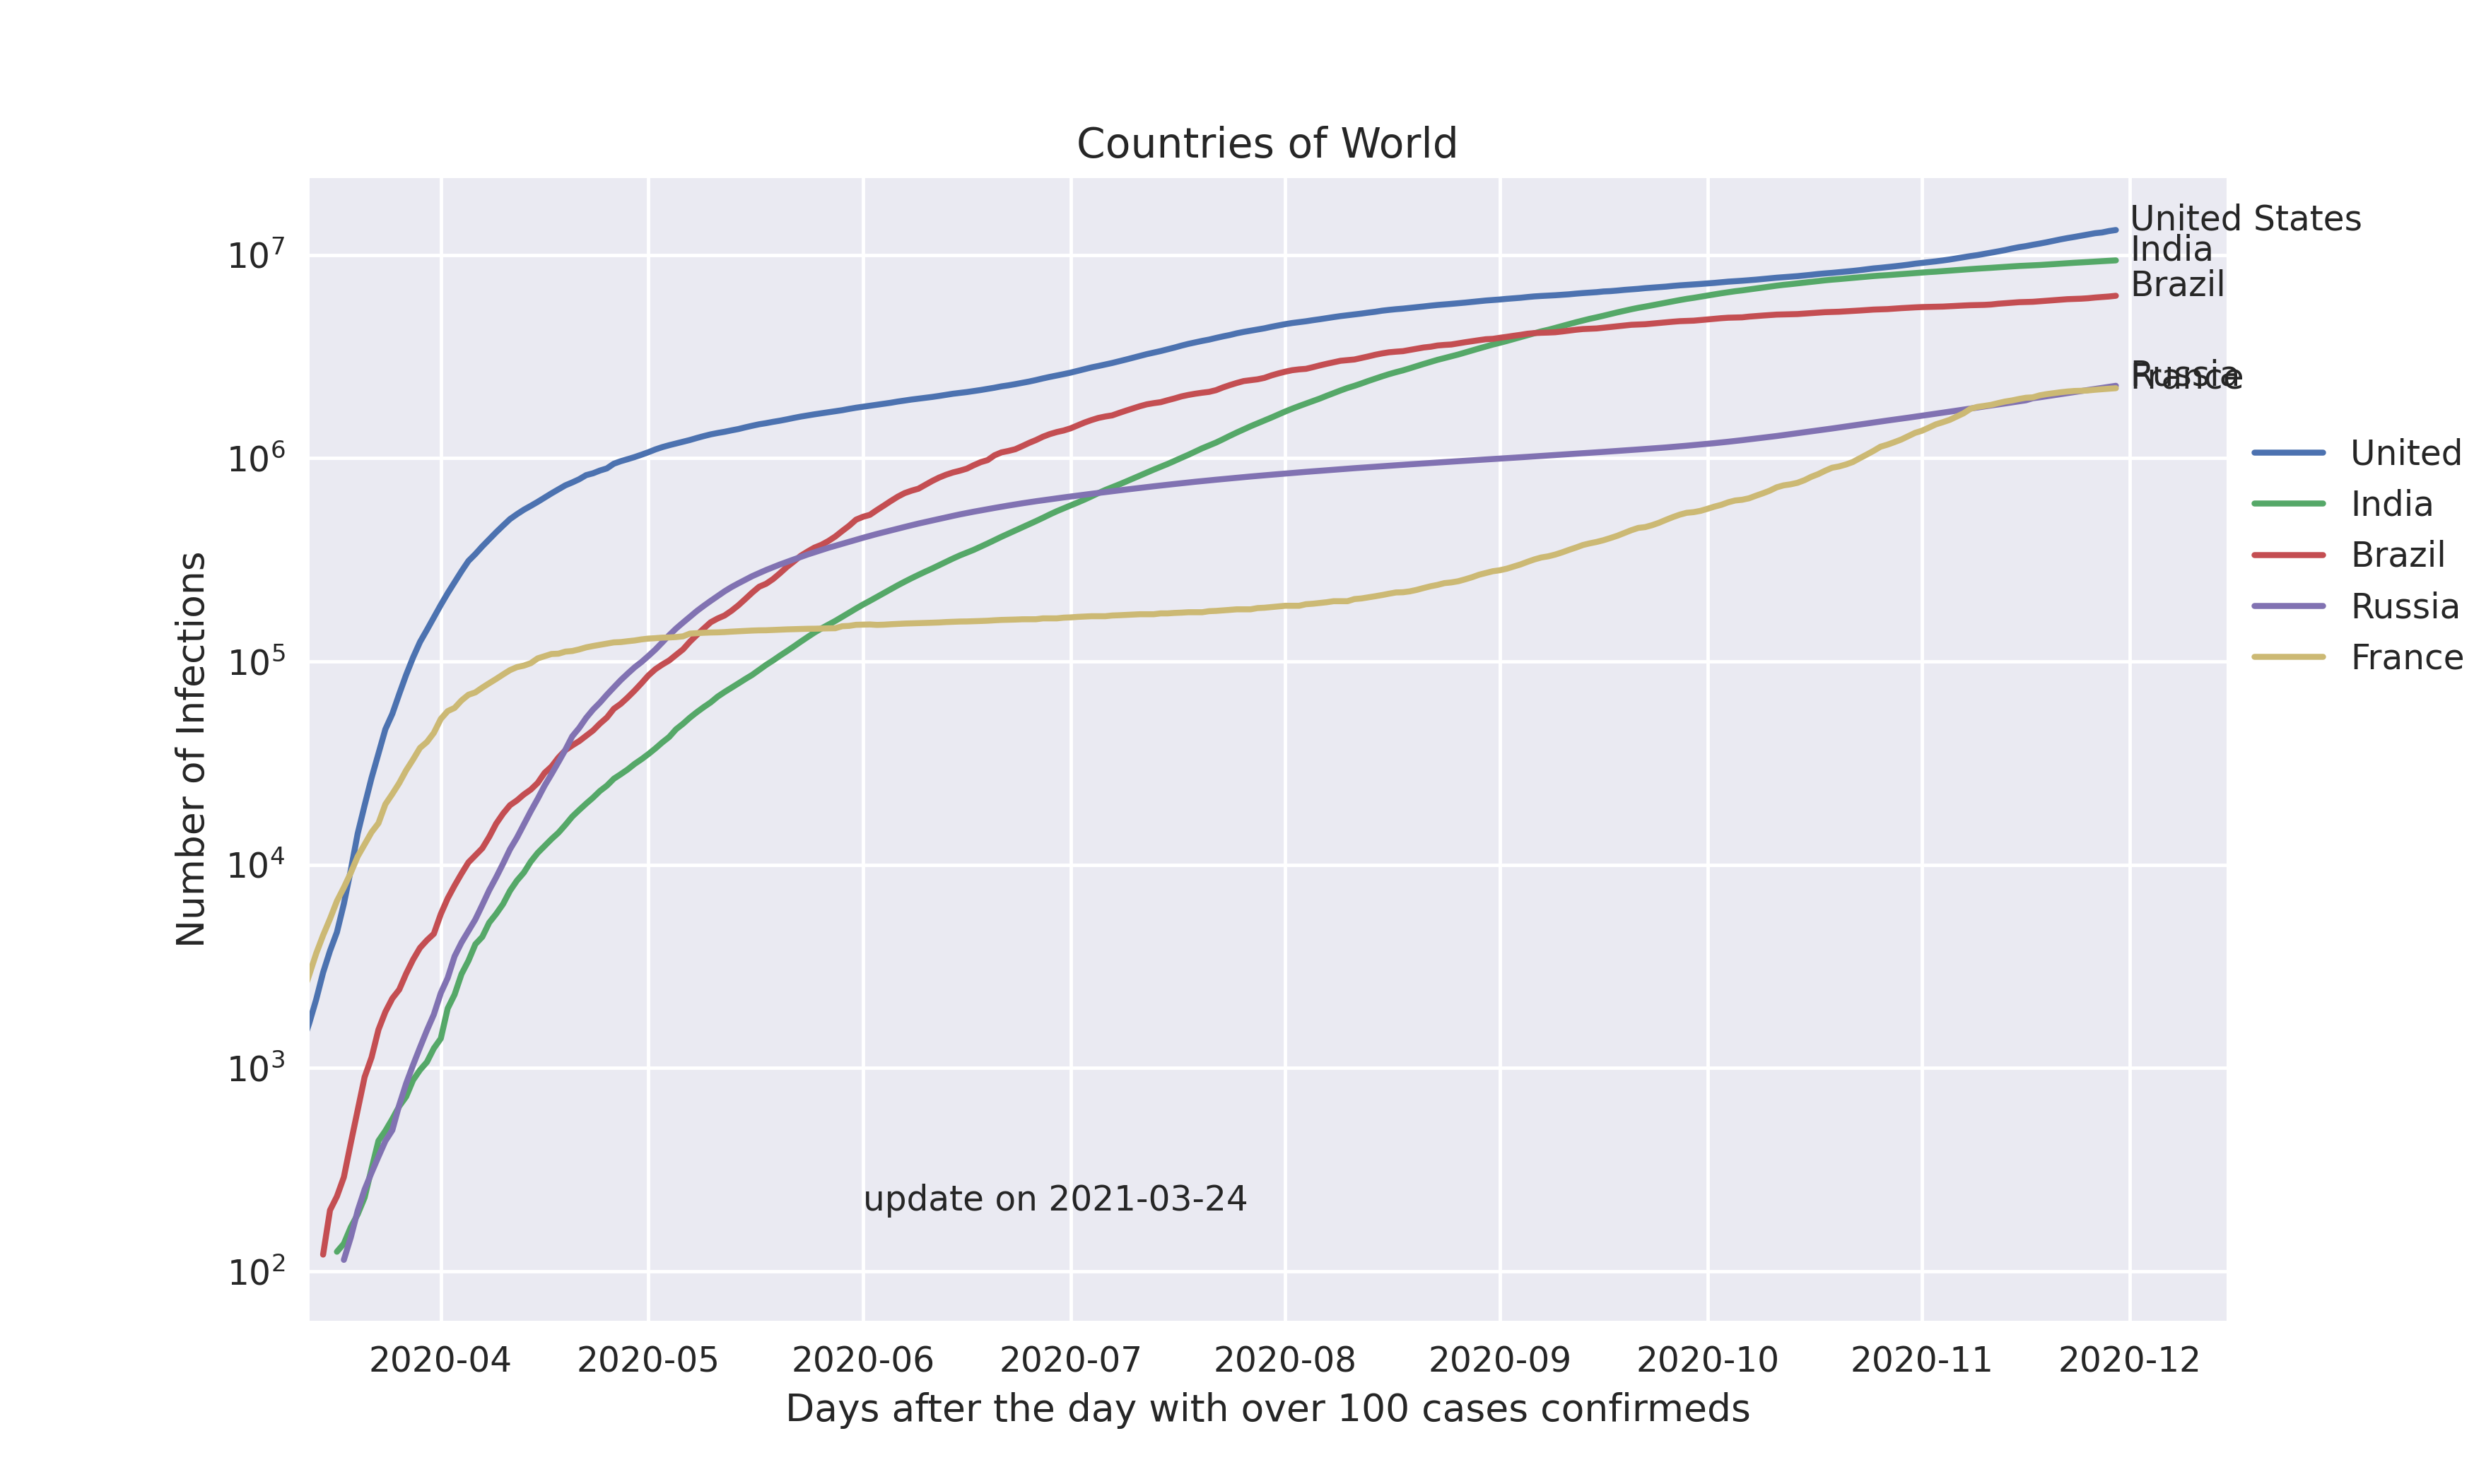 Countries of World
Number of Infections
10^7
10^6
10^5
10^4
10^3
10^2
United States
India
Brazil
Russia
France
United
India
Brazil
Russia
France
update on 2021-03-24
2020-04 2020-05 2020-06 2020-07 2020-08 2020-09 2020-10 2020-11 2020-12
Days after the day with over 100 cases confirmeds